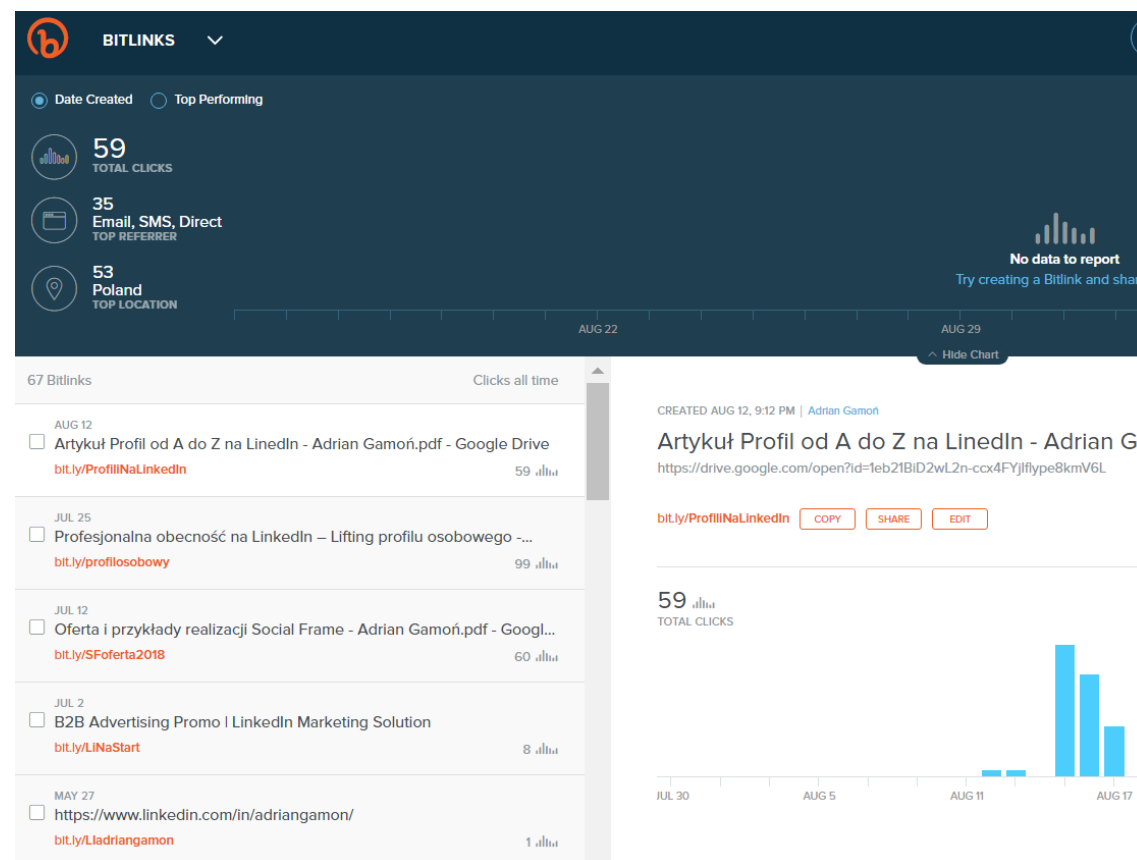 BITLINKS
Date Created Top Performing
59
TOTAL CLICKS
35
Email, SMS, Direct
TOP REFERRER
53
Poland
TOP LOCATION
No data to report
Try creating a Bitlink and shar
AUG 22 AUG 29
Hide Chart
67 Bitlinks Clicks all time
AUG 12
Artykuł Profil od A do Z na LinedIn - Adrian Gamoń.pdf - Google Drive
bit.ly/ProfiliNaLinkedIn 59
JUL 25
Profesjonalna obecność na LinkedIn – Lifting profilu osobowego -...
bit.ly/profilosobowy 99
JUL 12
Oferta i przykłady realizacji Social Frame - Adrian Gamoń.pdf - Googl...
bit.ly/SFoferta2018 60
JUL 2
B2B Advertising Promo | LinkedIn Marketing Solution
bit.ly/LiNaStart 8
MAY 27
https://www.linkedin.com/in/adriangamon/
bit.ly/LIadriangamon 1
CREATED AUG 12, 9:12 PM | Adrian Gamoń
Artykuł Profil od A do Z na LinedIn - Adrian G
https://drive.google.com/open?id=1eb21BiD2wL2n-ccx4FYjlflype8kmV6L
bit.ly/ProfiliNaLinkedIn COPY SHARE EDIT
59
TOTAL CLICKS
JUL 30 AUG 5 AUG 11 AUG 17